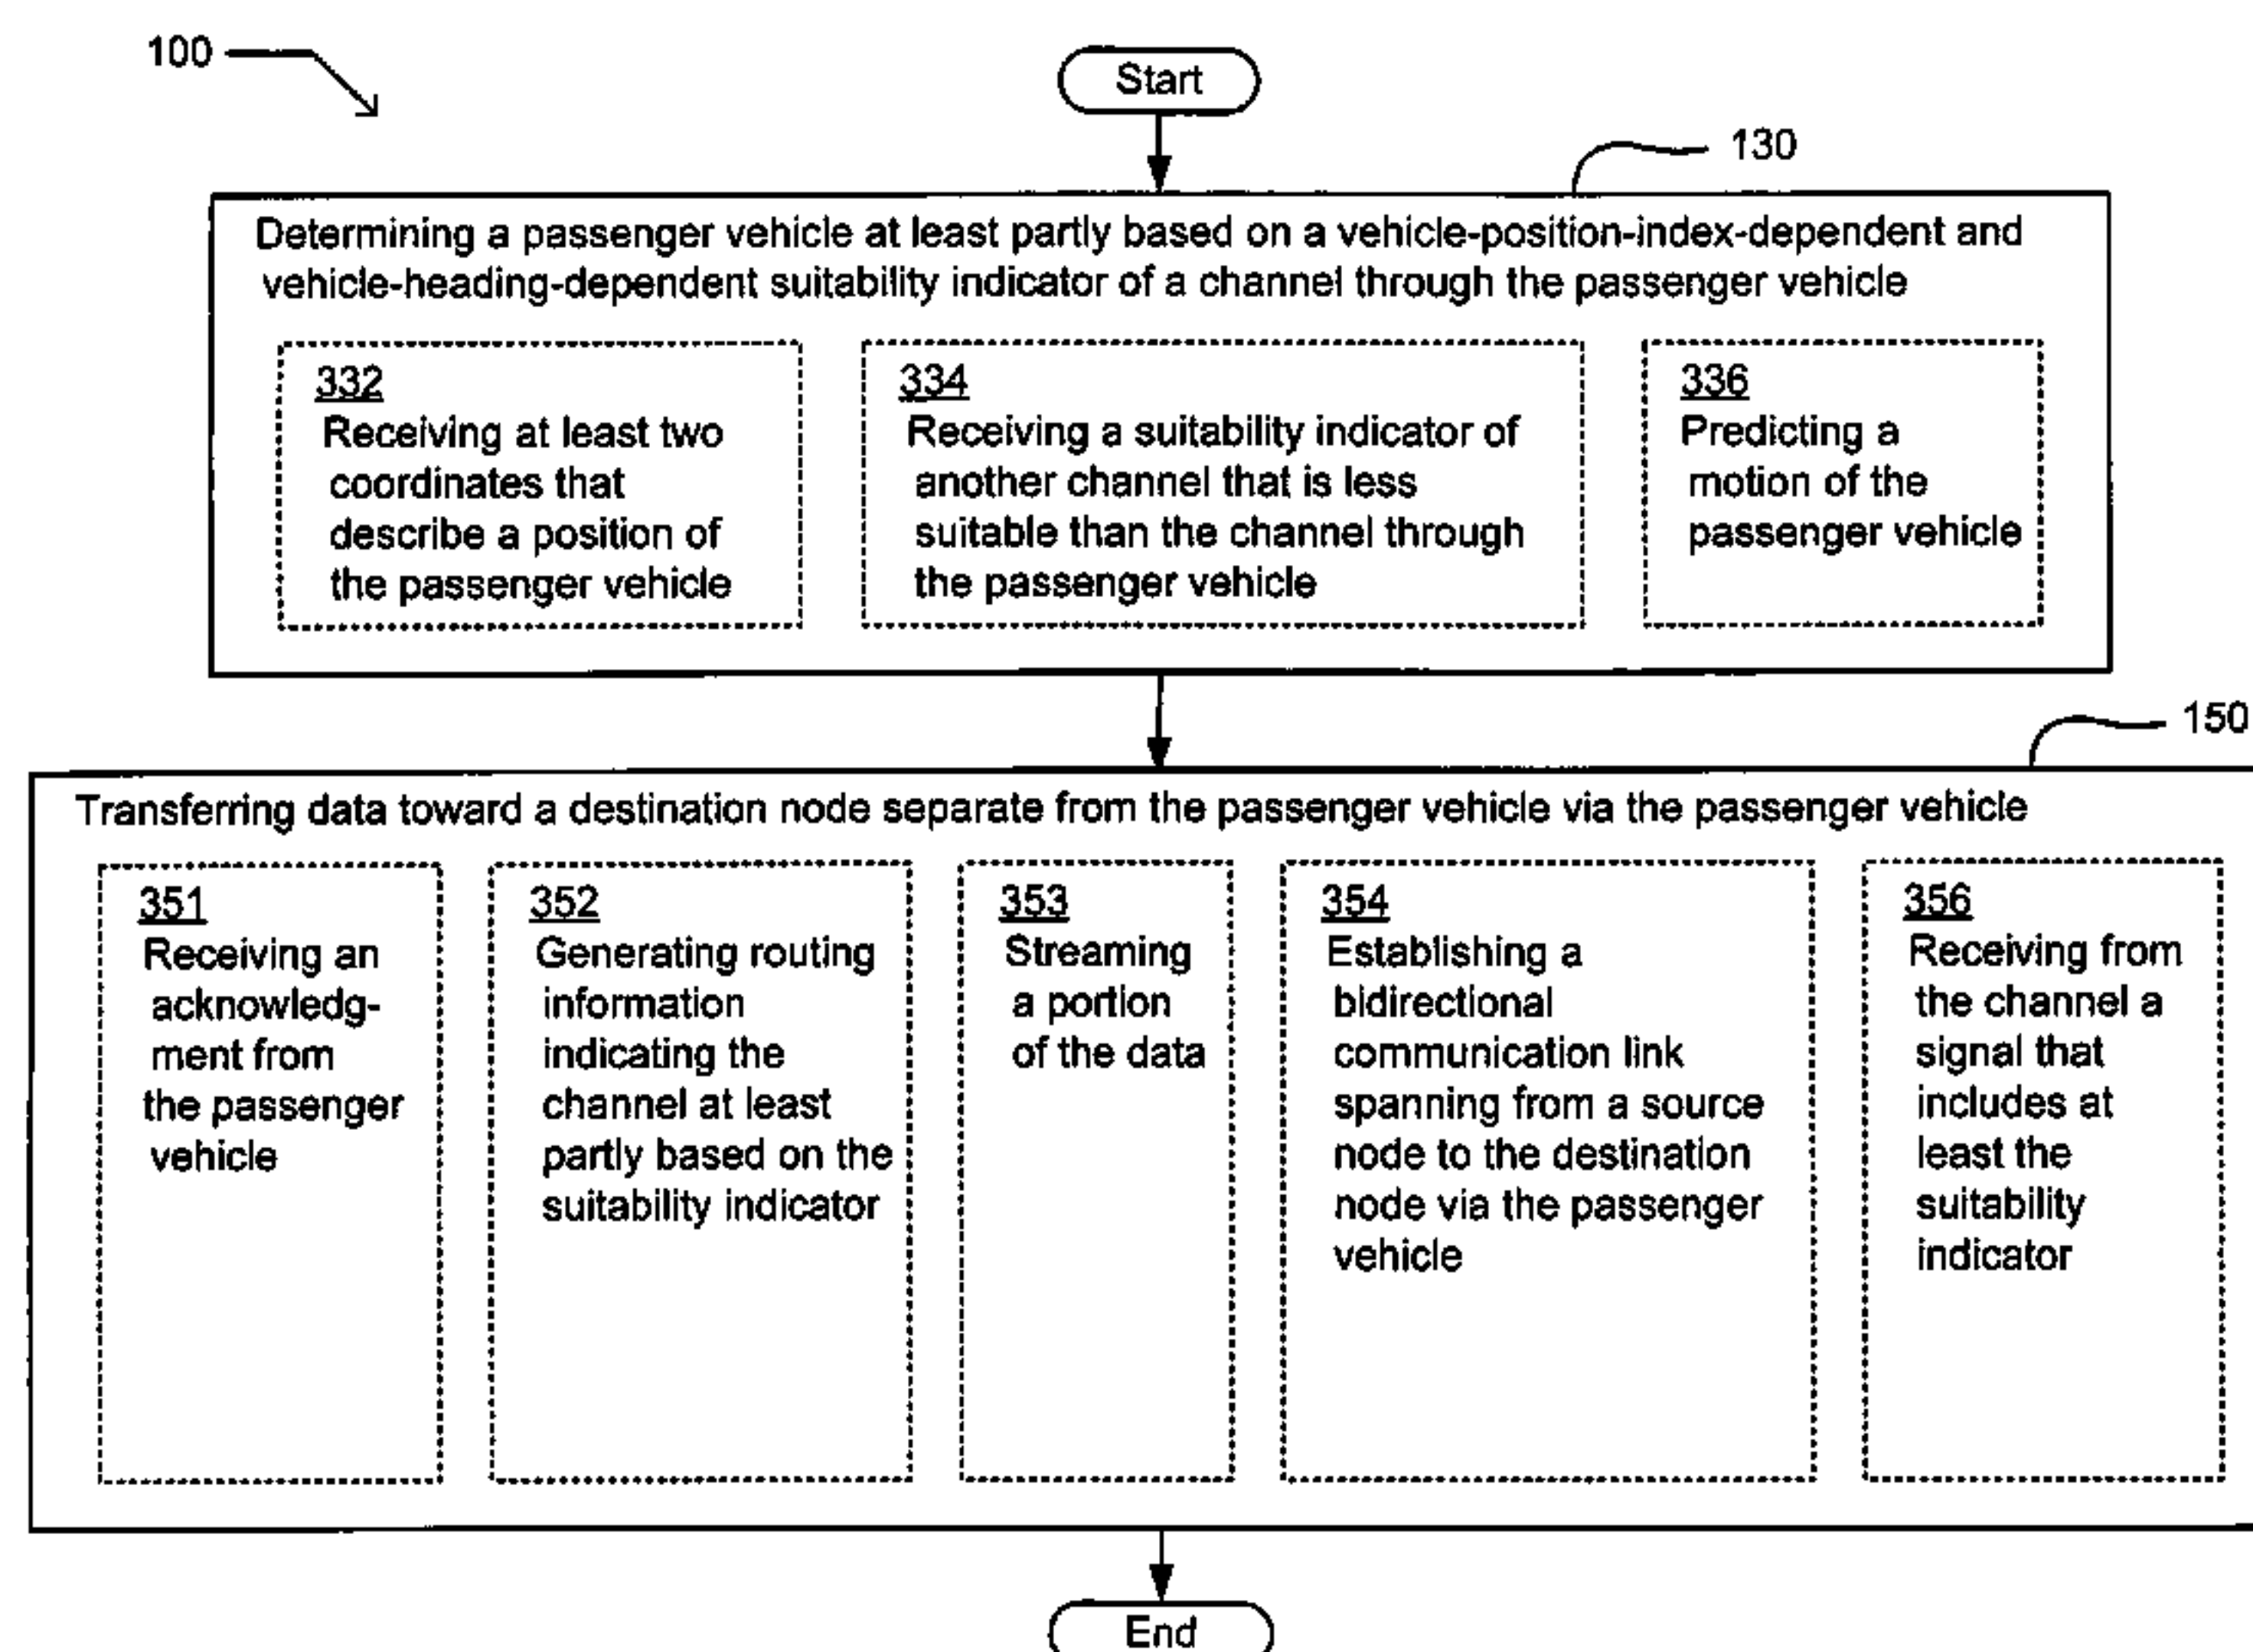 100
Start
130
Determining a passenger vehicle at least partly based on a vehicle-position-index-dependent and
vehicle-heading-dependent suitability indicator of a channel through the passenger vehicle
332
Receiving at least two
coordinates that
describe a position of
the passenger vehicle
334
Receiving a suitability indicator of
another channel that is less
suitable than the channel through
the passenger vehicle
336
Predicting a
motion of the
passenger vehicle
150
Transferring data toward a destination node separate from the passenger vehicle via the passenger vehicle
351
Receiving an
acknowledg-
ment from
the passenger
vehicle
352
Generating routing
information
indicating the
channel at least
partly based on the
suitability indicator
353
Streaming
a portion
of the data
354
Establishing a
bidirectional
communication link
spanning from a source
node to the destination
node via the passenger
vehicle
356
Receiving from
the channel a
signal that
includes at
least the
suitability
indicator
End